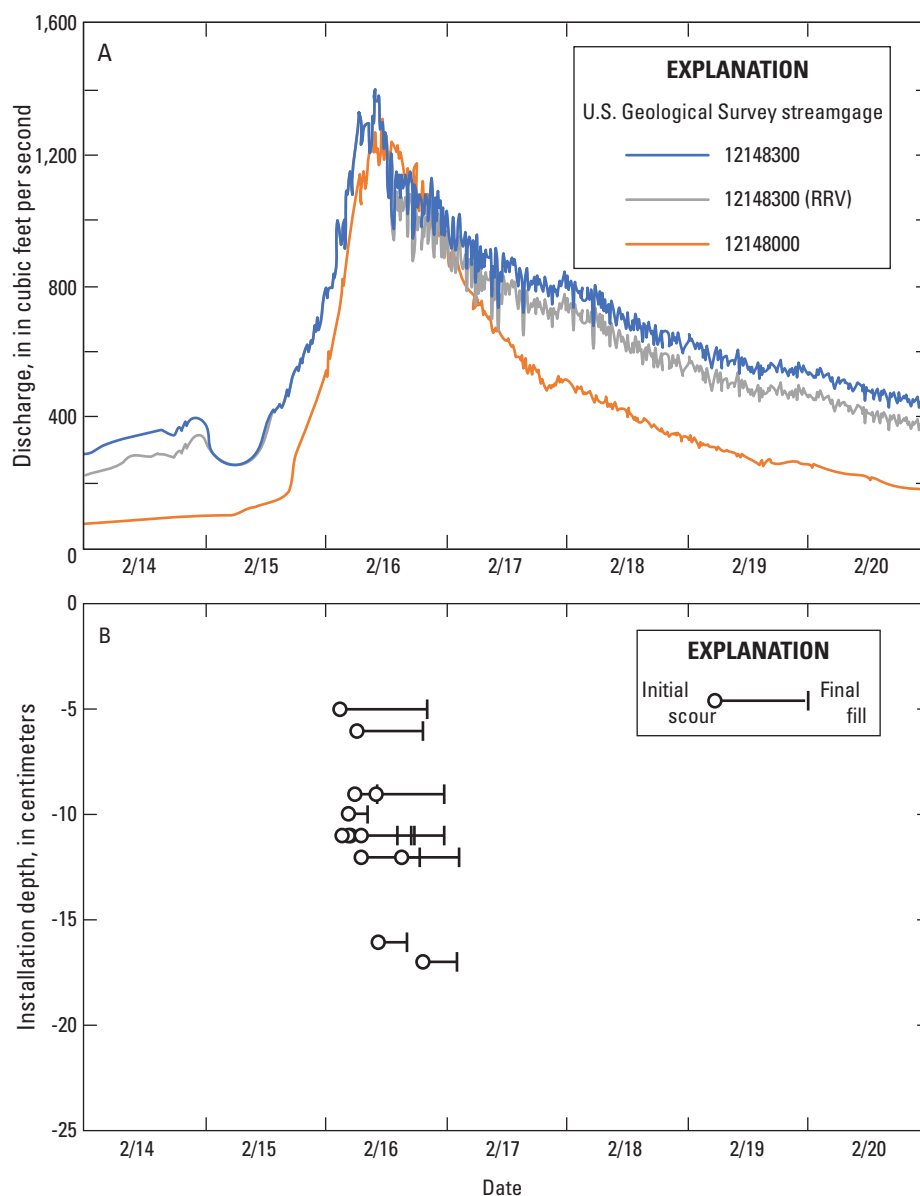 A
1,600
1,200
800
400
0
Discharge, in in cubic feet per second
EXPLANATION
U.S. Geological Survey streamgage
12148300
12148300 (RRV)
12148000
2/14 2/15 2/16 2/17 2/18 2/19 2/20
B
0
-5
-10
-15
-20
-25
Installation depth, in centimeters
EXPLANATION
Initial Final
scour fill
2/14 2/15 2/16 2/17 2/18 2/19 2/20
Date